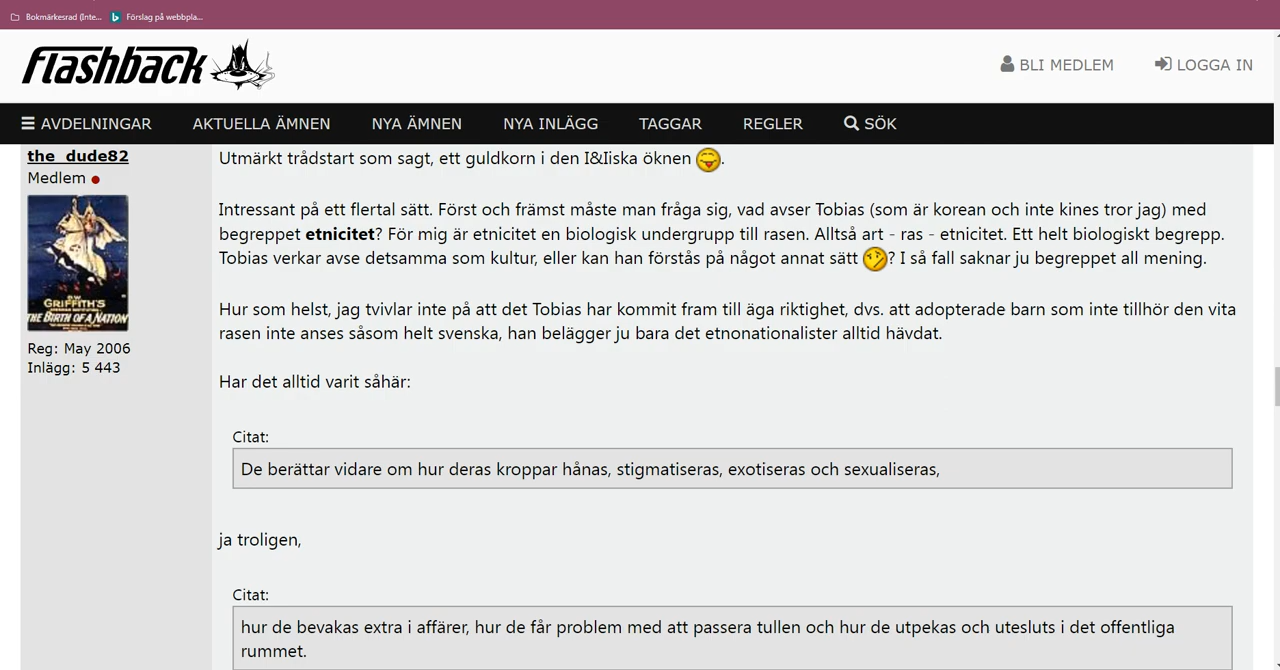 Bokmärkesrad (Inte...
Förslag på webbpla...
flashback
BLI MEDLEM
LOGGA IN
AVDELNINGAR
AKTUELLA ÄMNEN
NYA ÄMNEN
NYA INLÄGG
TAGGAR
REGLER
SÖK
the_dude82
Medlem
D.W.
GRIFFITH'S
THE BIRTH OF A NATION
Reg: May 2006
Inlägg: 5 443
Utmärkt trådstart som sagt, ett guldkorn i den I&Iiska öknen .
Intressant på ett flertal sätt. Först och främst måste man fråga sig, vad avser Tobias (som är korean och inte kines tror jag) med
begreppet etnicitet? För mig är etnicitet en biologisk undergrupp till rasen. Alltså art - ras - etnicitet. Ett helt biologiskt begrepp.
Tobias verkar avse detsamma som kultur, eller kan han förstås på något annat sätt ? I så fall saknar ju begreppet all mening.
Hur som helst, jag tvivlar inte på att det Tobias har kommit fram till äga riktighet, dvs. att adopterade barn som inte tillhör den vita
rasen inte anses såsom helt svenska, han belägger ju bara det etnonationalister alltid hävdat.
Har det alltid varit såhär:
Citat:
De berättar vidare om hur deras kroppar hånas, stigmatiseras, exotiseras och sexualiseras,
ja troligen,
Citat:
hur de bevakas extra i affärer, hur de får problem med att passera tullen och hur de utpekas och utesluts i det offentliga
rummet.